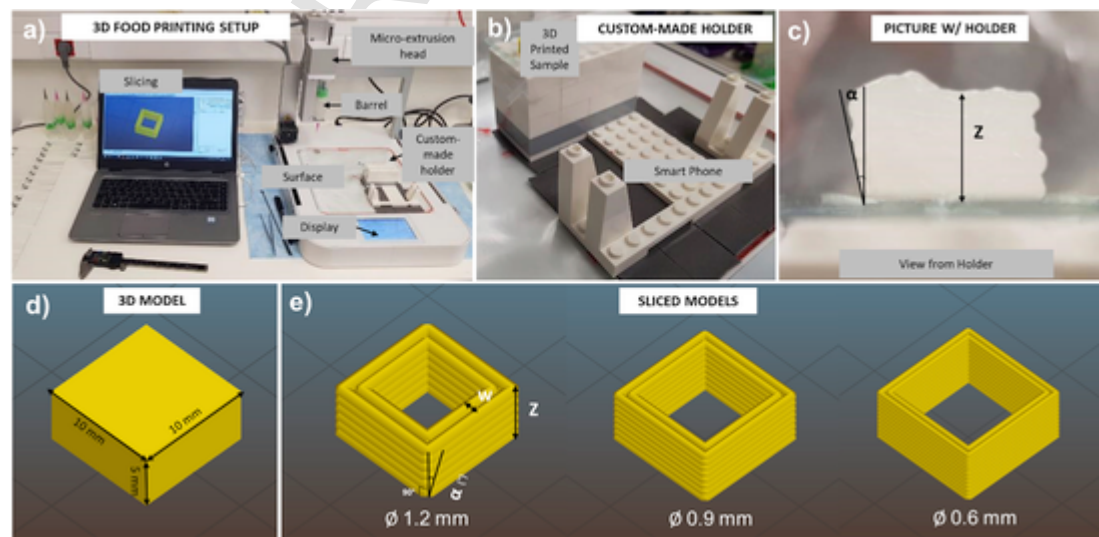 a)
3D FOOD PRINTING SETUP
Slicing
Micro-extrusion
head
Barrel
Custom-
made
holder
Surface
Display
b)
3D
Printed
Sample
CUSTOM-MADE HOLDER
Smart Phone
c)
PICTURE W/ HOLDER
α
Z
View from Holder
d)
3D MODEL
10 mm
10 mm
5 mm
e)
SLICED MODELS
W
Z
90°
α
Ø 1.2 mm
Ø 0.9 mm
Ø 0.6 mm